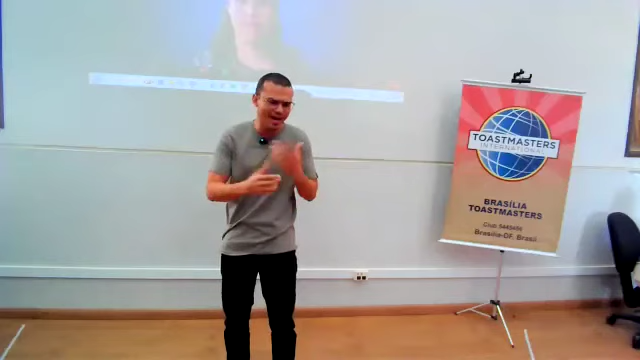 TOASTMASTERS
INTERNATIONAL
BRASÍLIA
TOASTMASTERS
Brasília-DF, Brasil